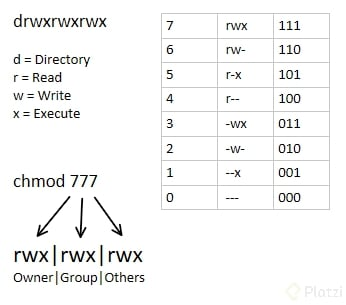 drwxrwxrwx
d = Directory
r = Read
w = Write
x = Execute
chmod 777
rwx|rwx|rwx
Owner|Group|Others
7 rwx 111
6 rw- 110
5 r-x 101
4 r-- 100
3 -wx 011
2 -w- 010
1 --x 001
0 --- 000
Platzi